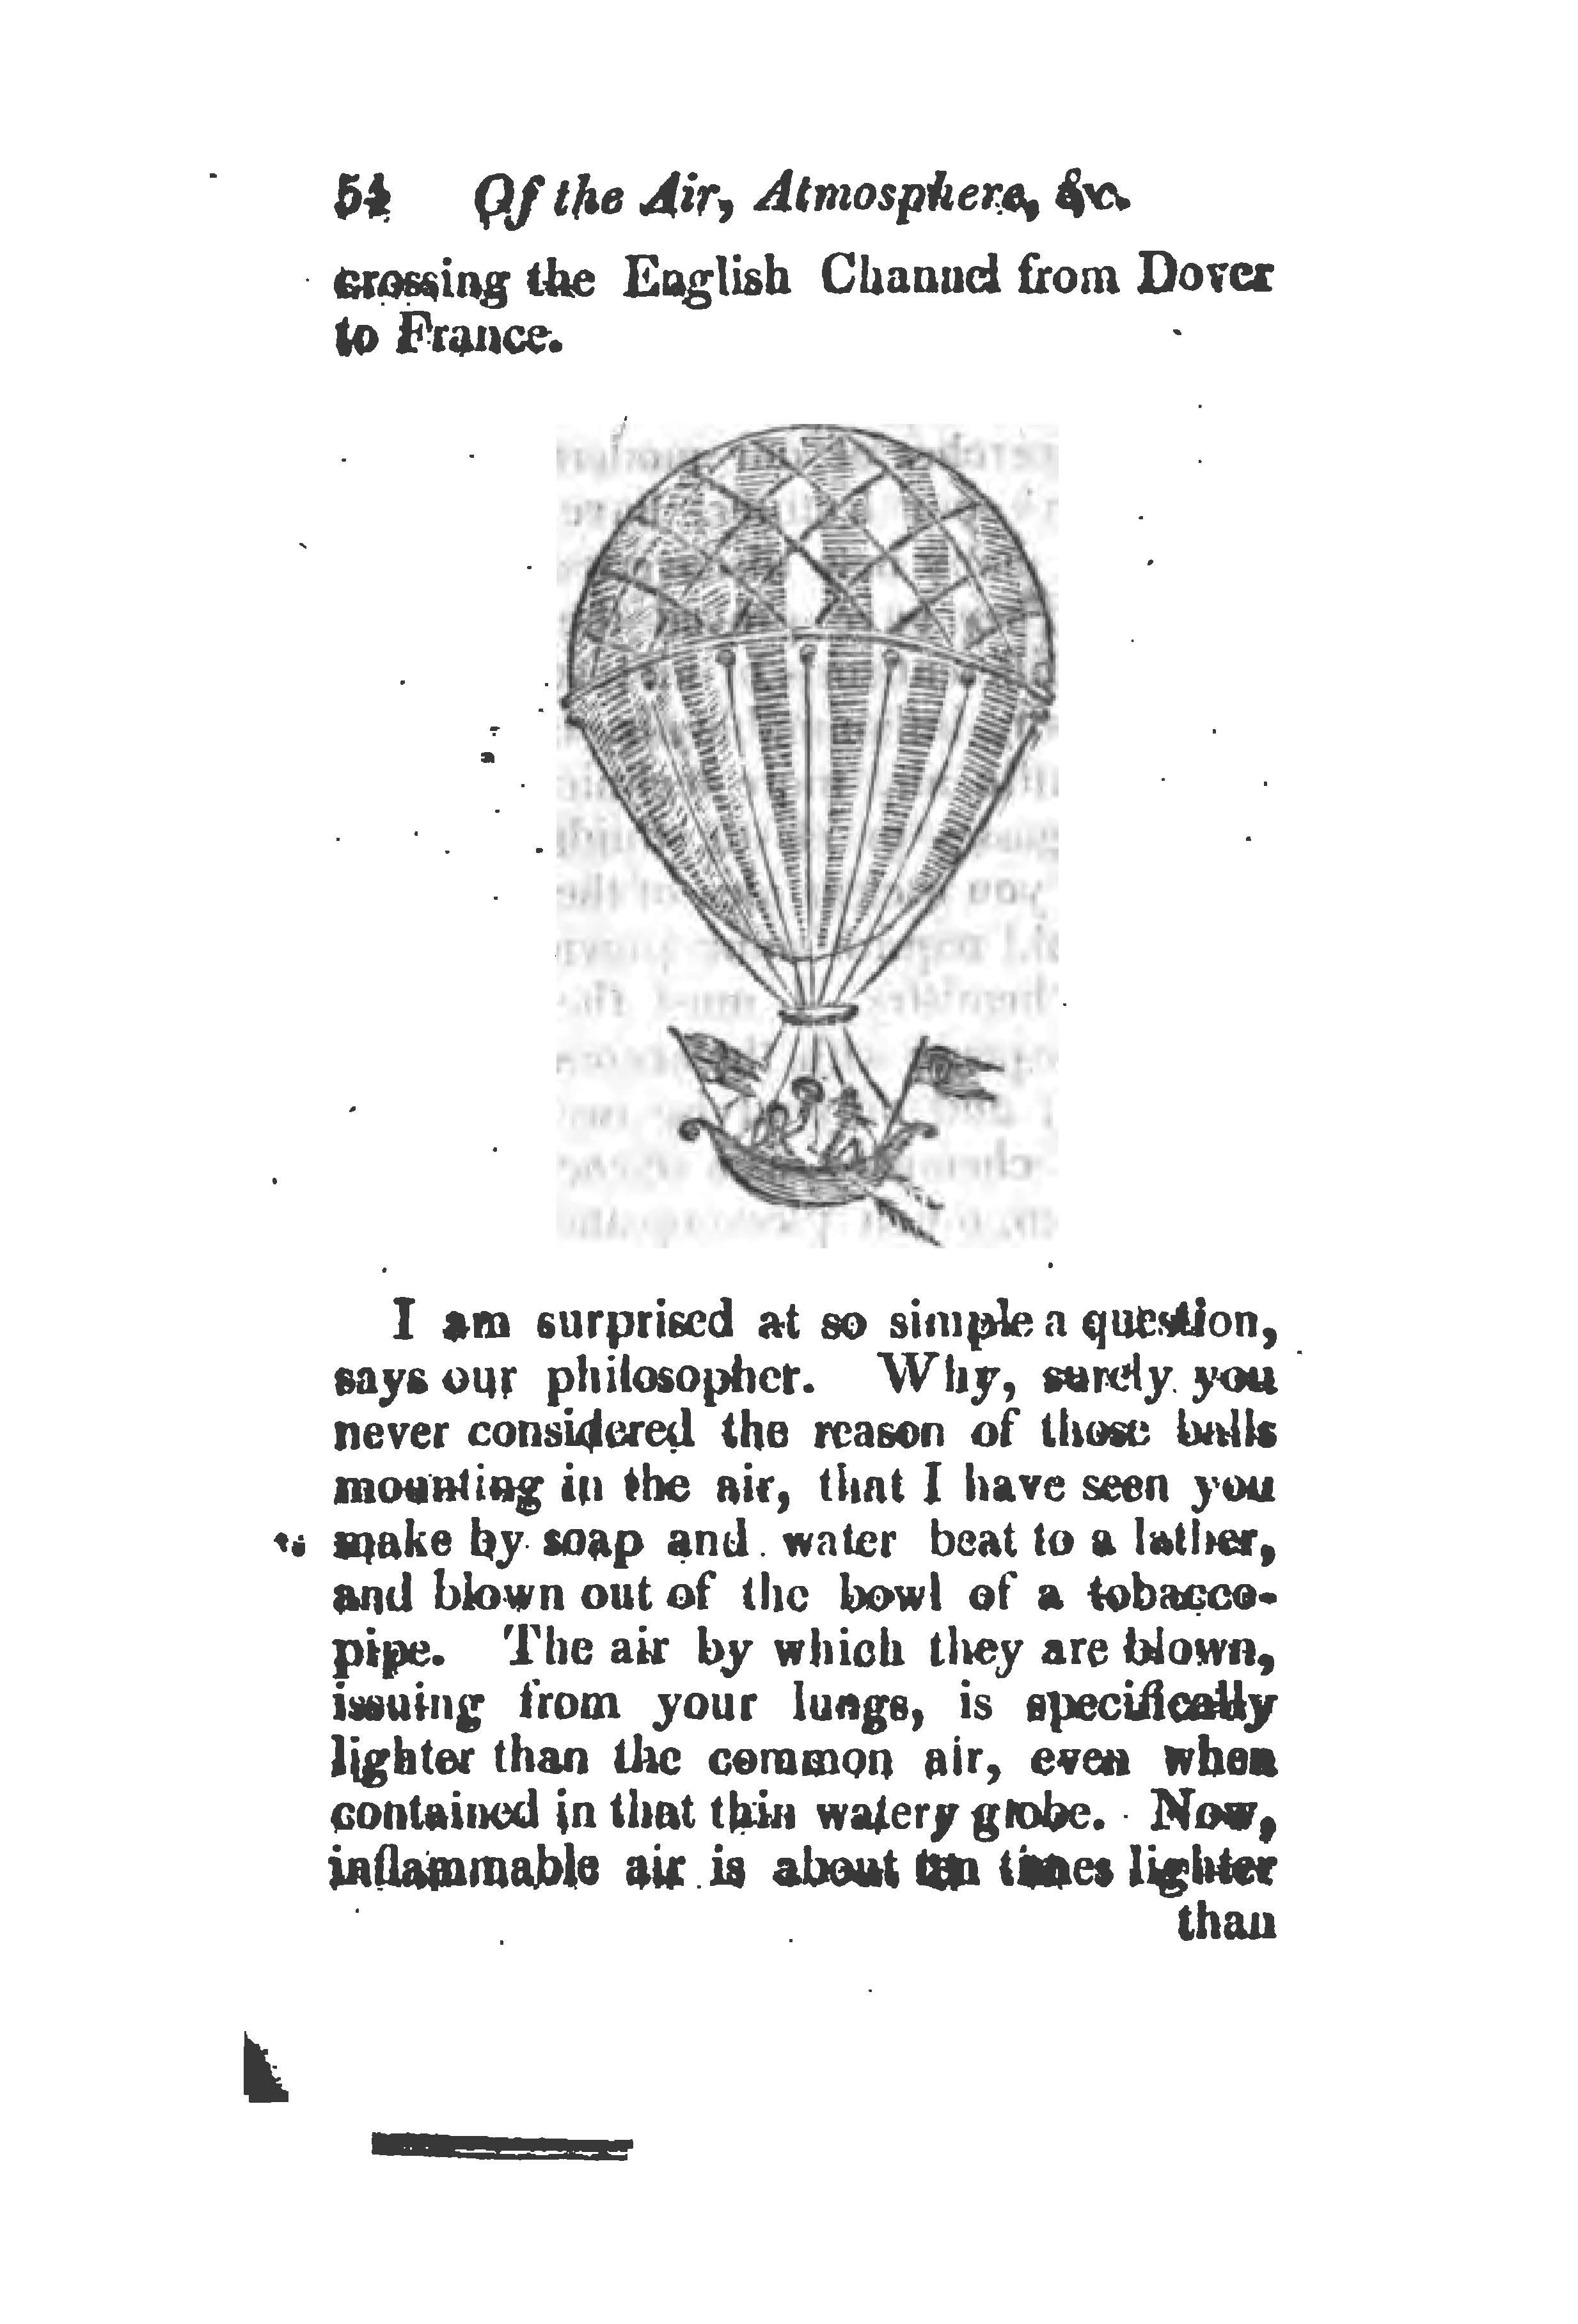 54 Of the Air, Atmosphere, &c.
crossing the English Channel from Dover
to France.
I am surprised at so simple a question,
says our philosopher. Why, surely you
never considered the reason of those balls
mounting in the air, that I have seen you
make by soap and water beat to a lather,
and blown out of the bowl of a tobacco-
pipe. The air by which they are blown,
issuing from your lungs, is specifically
lighter than the common air, even when
contained in that thin watery globe. Now,
inflammable air is about ten times lighter
than